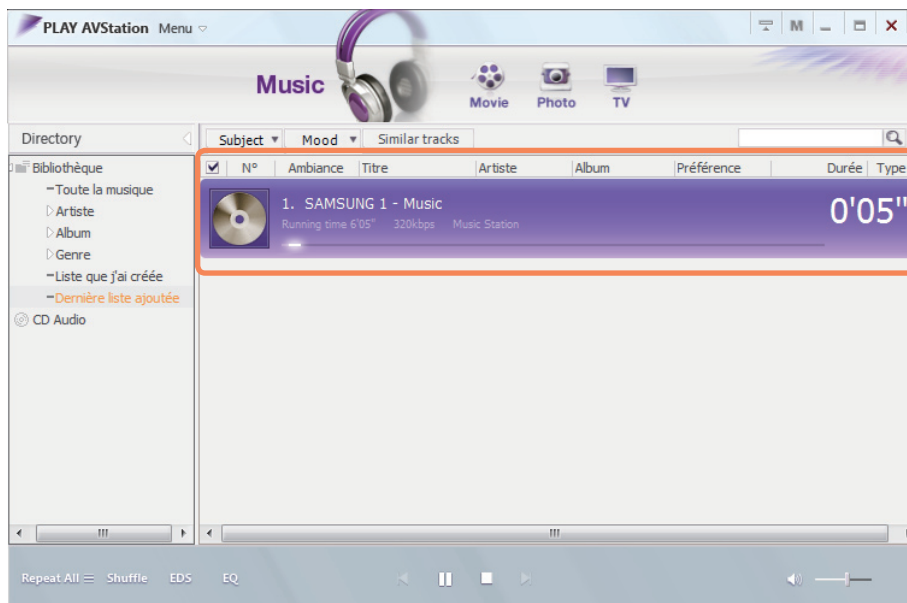 PLAY AVStation Menu
M
Music
Movie Photo TV
Directory
Subject Mood Similar tracks
Bibliothèque
Toute la musique
Artiste
Album
Genre
Liste que j'ai créée
Dernière liste ajoutée
CD Audio
N° Ambiance Titre Artiste Album Préférence Durée Type
1. SAMSUNG 1 - Music
Running time 6'05" 320kbps Music Station
0'05"
Repeat All Shuffle EDS EQ